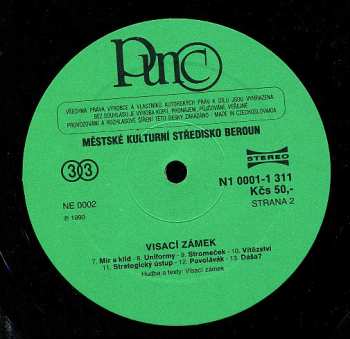 PUNC
VŠECHNA PRÁVA VÝROBCE A VLASTNÍKŮ AUTORSKÝCH PRÁV K DÍLU JSOU VYHRAZENA
BEZ SOUHLASU JE VÝROBA KOPIÍ, PRONÁJEM, PŮJČOVÁNÍ, VEŘEJNÉ
PROVOZOVÁNÍ A ROZHLASOVÉ ŠÍŘENÍ TÉTO DESKY ZAKÁZÁNO · MADE IN CZECHOSLOVAKIA
MĚSTSKÉ KULTURNÍ STŘEDISKO BEROUN
33
STEREO
N1 0001-1 311
Kčs 50,-
NE 0002
STRANA 2
℗ 1990
VISACÍ ZÁMEK
7. Mír a klid · 8. Uniformy · 9. Stromeček · 10. Vítězství
11. Strategický ústup · 12. Povolávák · 13. Dáša?
Hudba a texty: Visací zámek